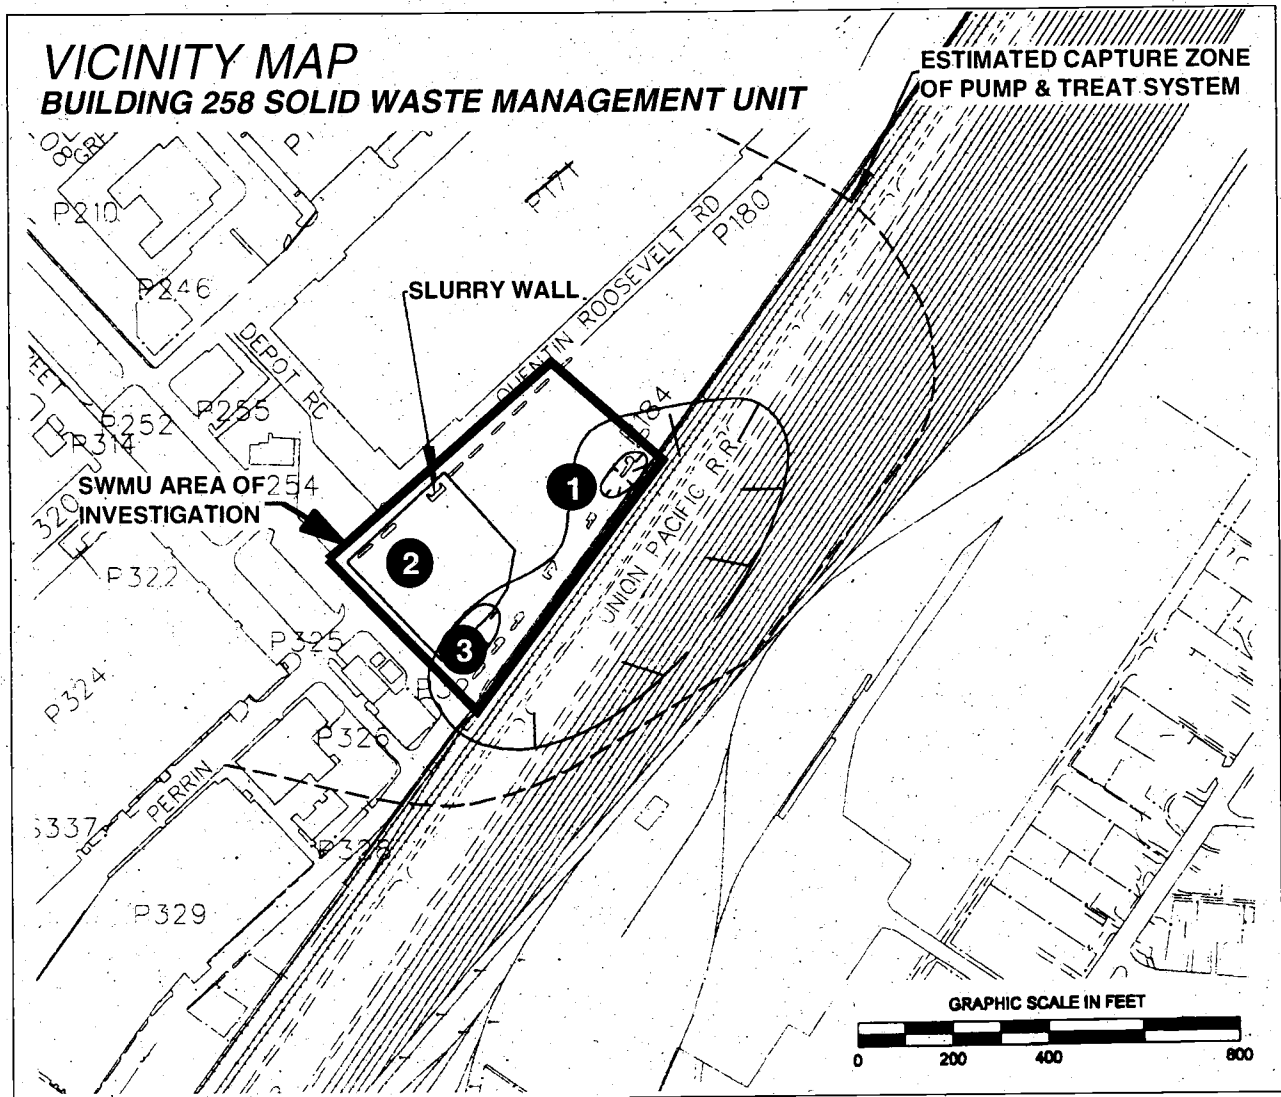 VICINITY MAP
BUILDING 258 SOLID WASTE MANAGEMENT UNIT
ESTIMATED CAPTURE ZONE
OF PUMP & TREAT SYSTEM
P171
P210
P180
QUENTIN ROOSEVELT RD
P246
SLURRY WALL
DEPOT
P255
P252
P314
SWMU AREA OF
INVESTIGATION
254
320
1
2
3
UNION PACIFIC R.R.
P322
P325
P324
P326
PERRIN
P328
P329
GRAPHIC SCALE IN FEET
0
200
400
800